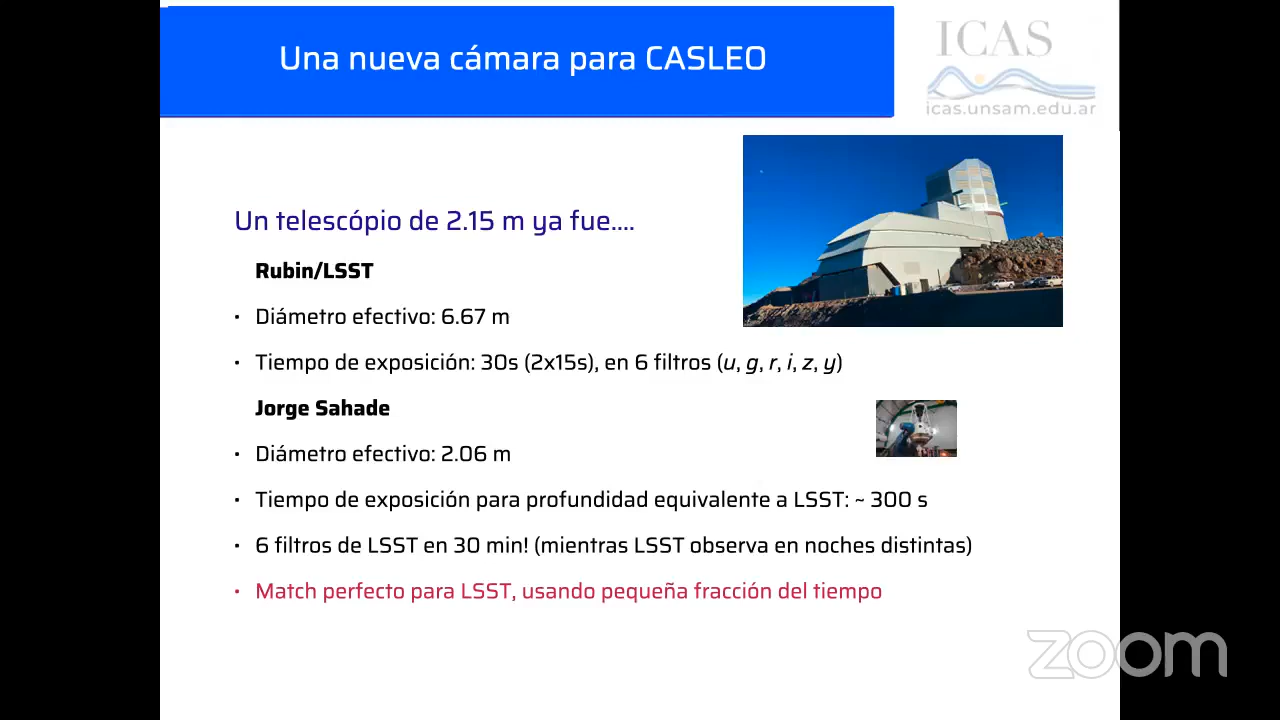 Una nueva cámara para CASLEO
ICAS
icas.unsam.edu.ar
Un telescópio de 2.15 m ya fue....
Rubin/LSST
· Diámetro efectivo: 6.67 m
· Tiempo de exposición: 30s (2x15s), en 6 filtros (u, g, r, i, z, y)
Jorge Sahade
· Diámetro efectivo: 2.06 m
· Tiempo de exposición para profundidad equivalente a LSST: ~ 300 s
· 6 filtros de LSST en 30 min! (mientras LSST observa en noches distintas)
· Match perfecto para LSST, usando pequeña fracción del tiempo
zoom